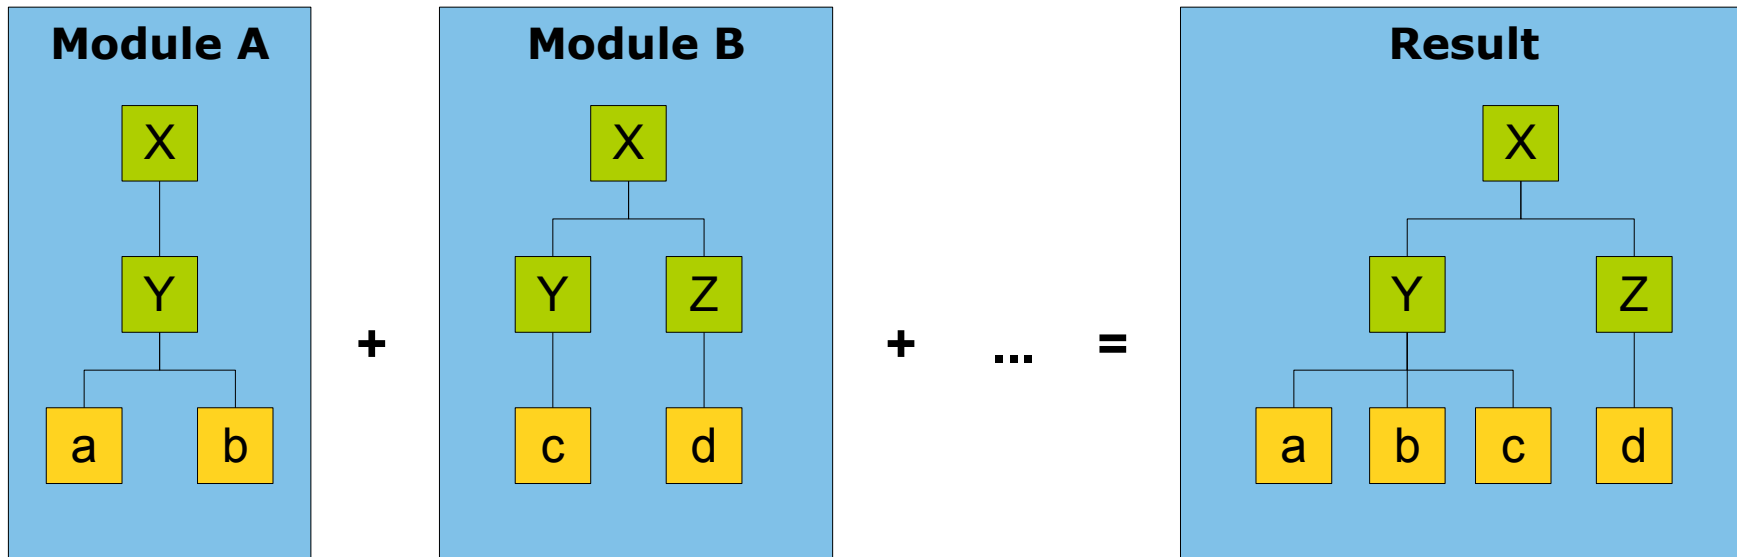 Module A
Module B
Result
X
X
X
Y
Y
Z
Y
Z
+
+
...
=
a
b
c
d
a
b
c
d